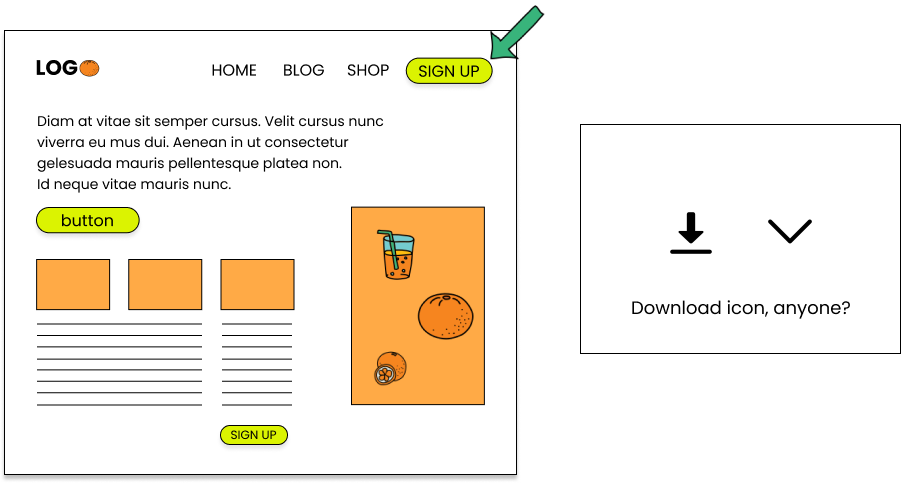 LOG
HOME BLOG SHOP SIGN UP
Diam at vitae sit semper cursus. Velit cursus nunc
viverra eu mus dui. Aenean in ut consectetur
gelesuada mauris pellentesque platea non.
Id neque vitae mauris nunc.
button
SIGN UP
Download icon, anyone?